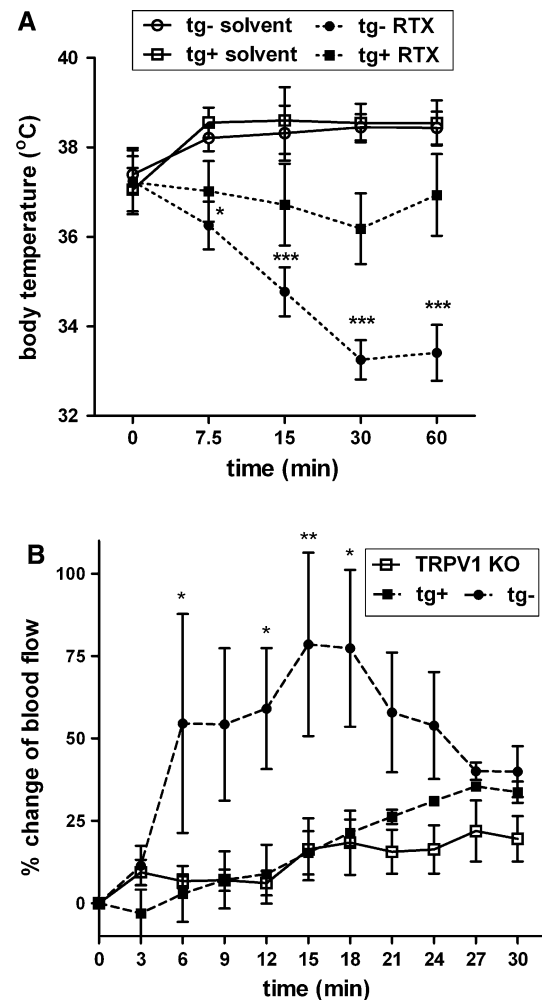 A
tg- solvent tg- RTX
tg+ solvent tg+ RTX
40
38
36
34
32
body temperature (°C)
*
***
***
***
0 7.5 15 30 60
time (min)
B
TRPV1 KO
tg+ tg-
100
75
50
25
0
% change of blood flow
*
*
**
*
0 3 6 9 12 15 18 21 24 27 30
time (min)